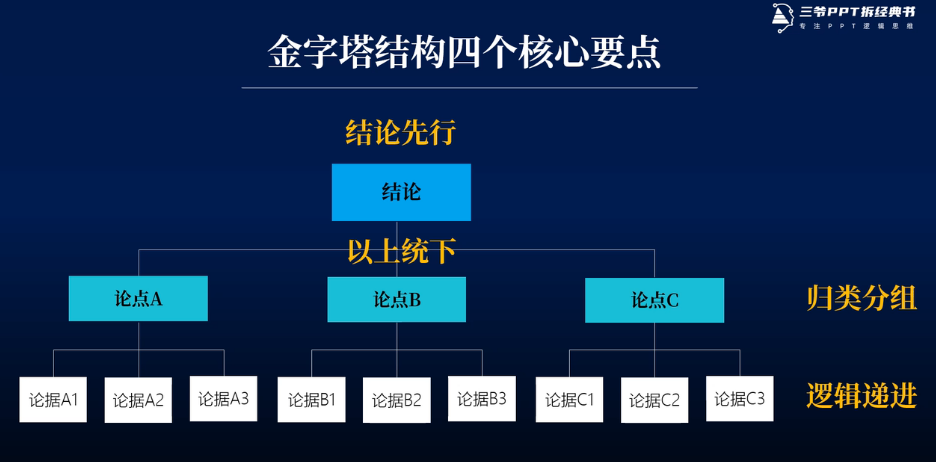 三爷PPT拆经典书
专注PPT逻辑思维
金字塔结构四个核心要点
结论先行
结论
以上统下
论点A
论点B
论点C
归类分组
论据A1
论据A2
论据A3
论据B1
论据B2
论据B3
论据C1
论据C2
论据C3
逻辑递进